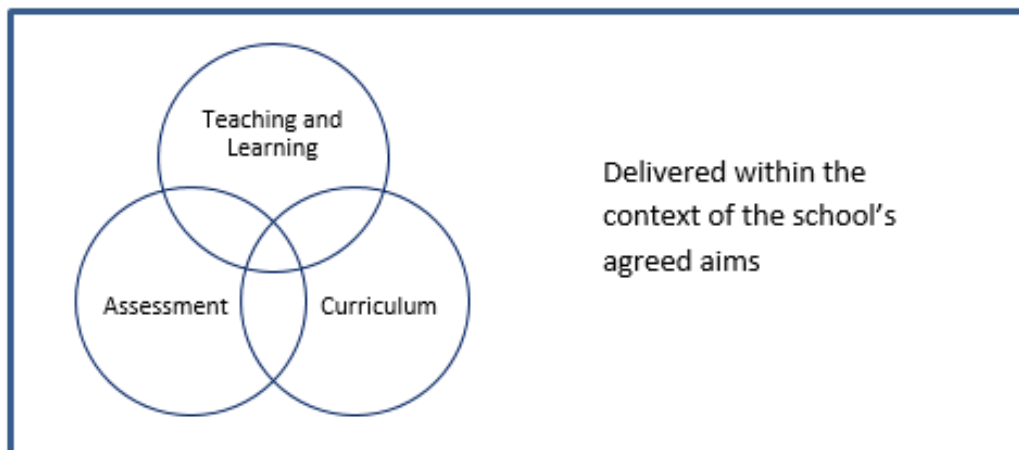 Teaching and
Learning
Assessment
Curriculum
Delivered within the
context of the school’s
agreed aims